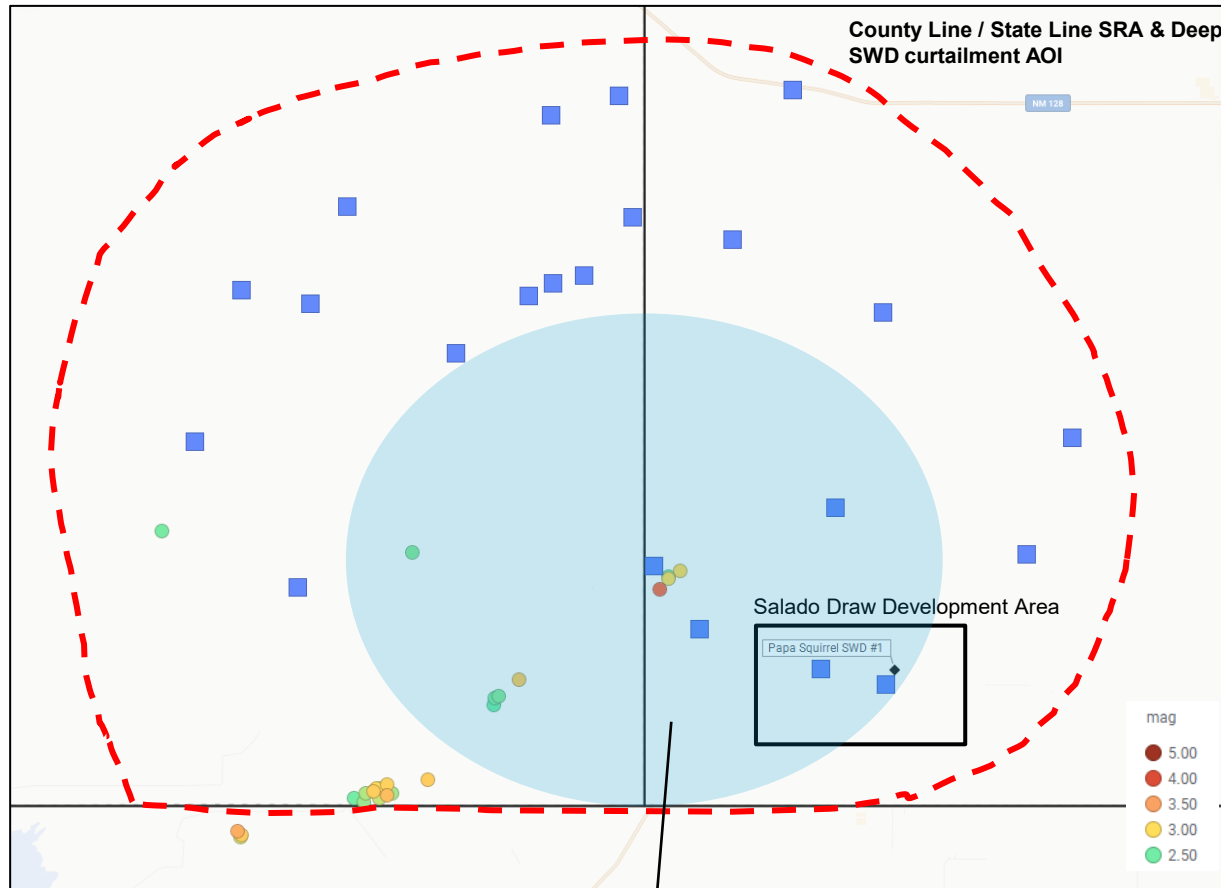 County Line / State Line SRA & Deep
SWD curtailment AOI
NM 128
Salado Draw Development Area
Papa Squirrel SWD #1
mag
5.00
4.00
3.50
3.00
2.50